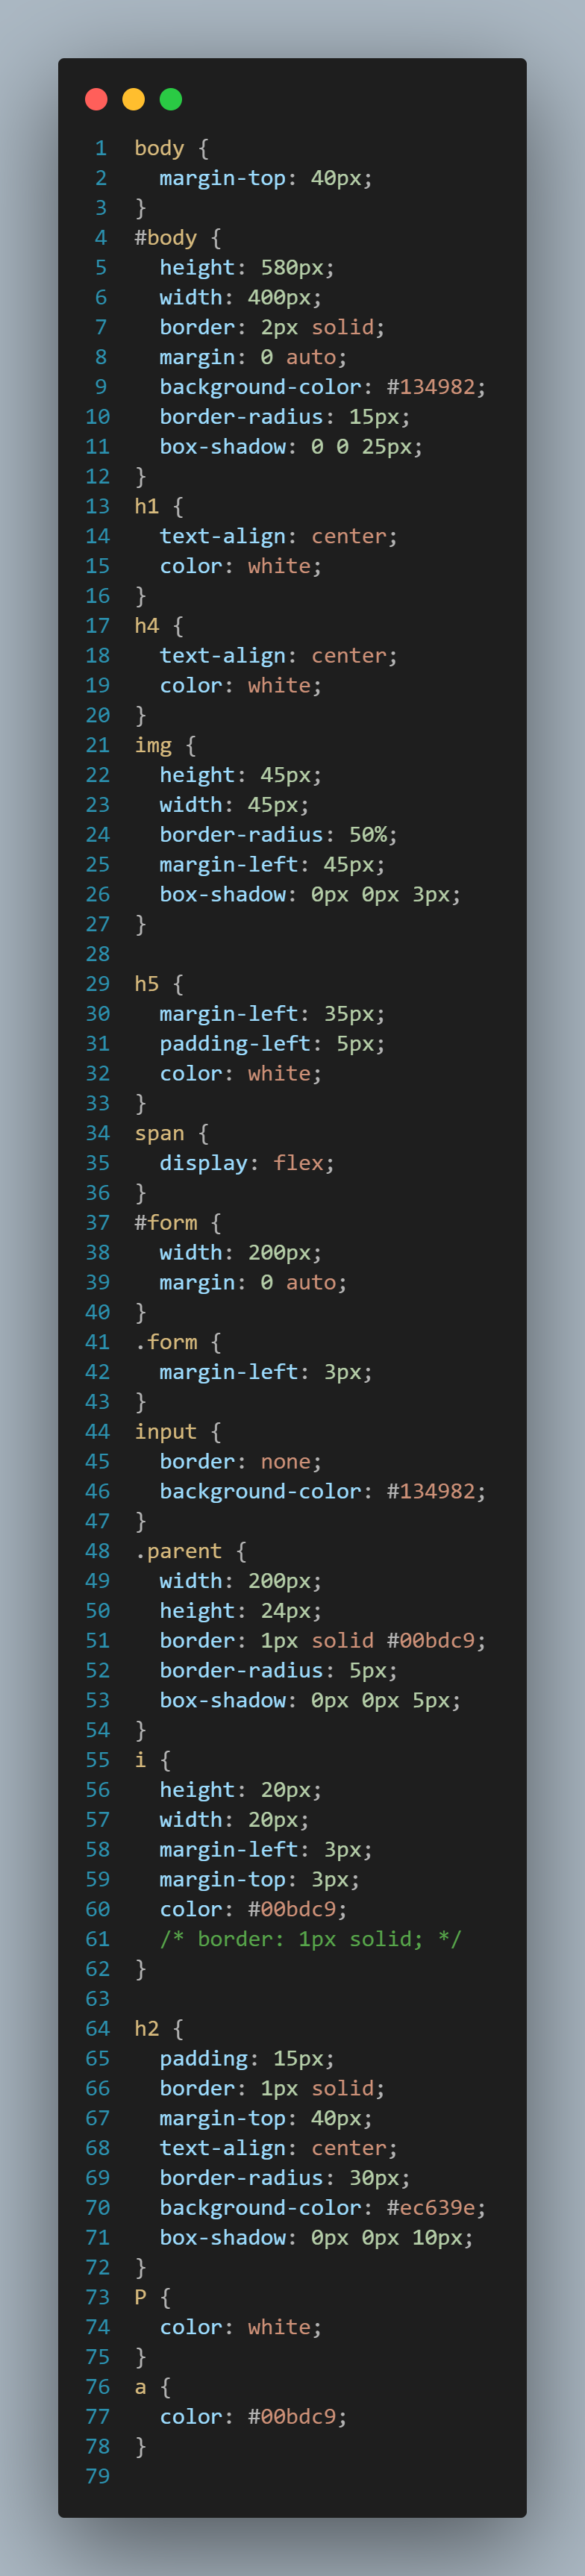 1 body {
2   margin-top: 40px;
3 }
4 #body {
5   height: 580px;
6   width: 400px;
7   border: 2px solid;
8   margin: 0 auto;
9   background-color: #134982;
10   border-radius: 15px;
11   box-shadow: 0 0 25px;
12 }
13 h1 {
14   text-align: center;
15   color: white;
16 }
17 h4 {
18   text-align: center;
19   color: white;
20 }
21 img {
22   height: 45px;
23   width: 45px;
24   border-radius: 50%;
25   margin-left: 45px;
26   box-shadow: 0px 0px 3px;
27 }
28
29 h5 {
30   margin-left: 35px;
31   padding-left: 5px;
32   color: white;
33 }
34 span {
35   display: flex;
36 }
37 #form {
38   width: 200px;
39   margin: 0 auto;
40 }
41 .form {
42   margin-left: 3px;
43 }
44 input {
45   border: none;
46   background-color: #134982;
47 }
48 .parent {
49   width: 200px;
50   height: 24px;
51   border: 1px solid #00bdc9;
52   border-radius: 5px;
53   box-shadow: 0px 0px 5px;
54 }
55 i {
56   height: 20px;
57   width: 20px;
58   margin-left: 3px;
59   margin-top: 3px;
60   color: #00bdc9;
61   /* border: 1px solid; */
62 }
63
64 h2 {
65   padding: 15px;
66   border: 1px solid;
67   margin-top: 40px;
68   text-align: center;
69   border-radius: 30px;
70   background-color: #ec639e;
71   box-shadow: 0px 0px 10px;
72 }
73 P {
74   color: white;
75 }
76 a {
77   color: #00bdc9;
78 }
79